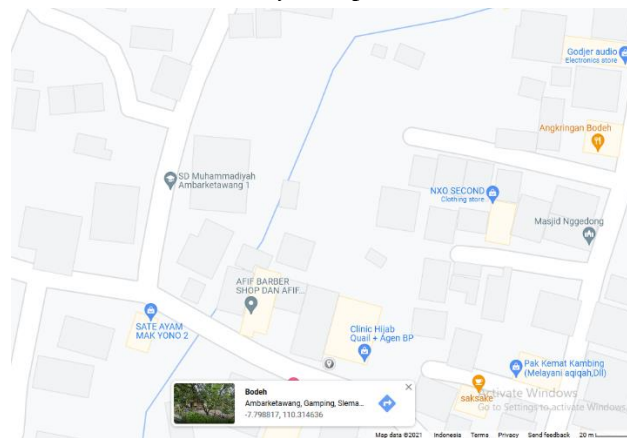 Godjer audio
Electronics store
Angkringan Bodeh
SD Muhammadiyah
Ambarketawang 1
NXO SECOND
Clothing store
Masjid Nggedong
AFIF BARBER
SHOP DAN AFIF...
SATE AYAM
MAK YONO 2
Clinic Hijab
Quail + Agen BP
Pak Kemat Kambing
(Melayani aqiqah,Dll)
saksake
Activate Windows
Go to Settings to activate Windows.
Bodeh
Ambarketawang, Gamping, Slema...
-7.798817, 110.314636
Map data ©2021 Indonesia Terms Privacy Send feedback 20 m